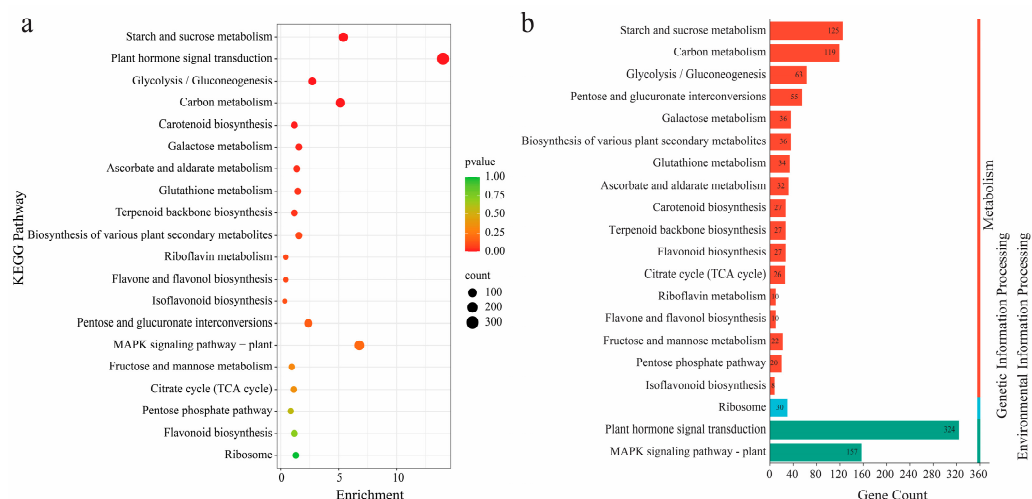 a
KEGG Pathway
Starch and sucrose metabolism
Plant hormone signal transduction
Glycolysis / Gluconeogenesis
Carbon metabolism
Carotenoid biosynthesis
Galactose metabolism
Ascorbate and aldarate metabolism
Glutathione metabolism
Terpenoid backbone biosynthesis
Biosynthesis of various plant secondary metabolites
Riboflavin metabolism
Flavone and flavonol biosynthesis
Isoflavonoid biosynthesis
Pentose and glucuronate interconversions
MAPK signaling pathway − plant
Fructose and mannose metabolism
Citrate cycle (TCA cycle)
Pentose phosphate pathway
Flavonoid biosynthesis
Ribosome
0 5 10
Enrichment
pvalue
1.00
0.75
0.50
0.25
0.00
count
100
200
300
b
Starch and sucrose metabolism 125
Carbon metabolism 119
Glycolysis / Gluconeogenesis 63
Pentose and glucuronate interconversions 55
Galactose metabolism 36
Biosynthesis of various plant secondary metabolites 36
Glutathione metabolism 34
Ascorbate and aldarate metabolism 32
Carotenoid biosynthesis 27
Terpenoid backbone biosynthesis 27
Flavonoid biosynthesis 27
Citrate cycle (TCA cycle) 26
Riboflavin metabolism 10
Flavone and flavonol biosynthesis 10
Fructose and mannose metabolism 22
Pentose phosphate pathway 20
Isoflavonoid biosynthesis 8
Ribosome 30
Plant hormone signal transduction 324
MAPK signaling pathway - plant 157
0 40 80 120 160 200 240 280 320 360
Gene Count
Metabolism
Genetic Information Processing
Environmental Information Processing